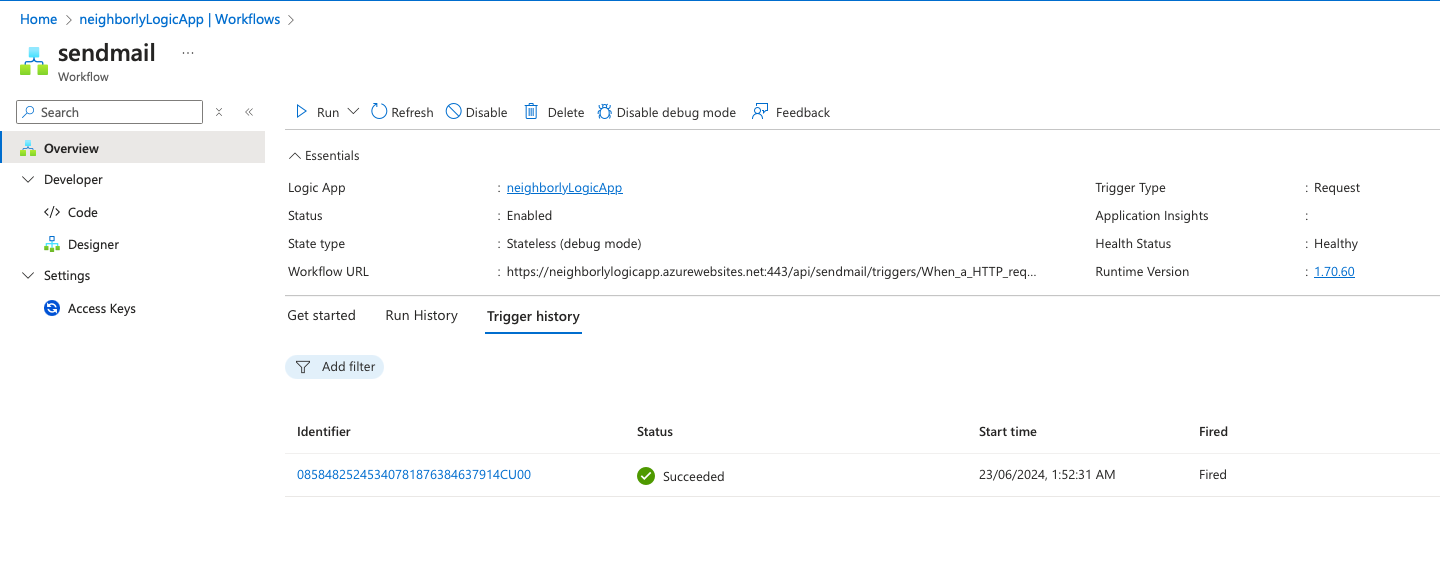 Home > neighborlyLogicApp | Workflows >
sendmail ...
Workflow
Search
Run Refresh Disable Delete Disable debug mode Feedback
Overview
Developer
</> Code
Designer
Settings
Access Keys
Essentials
Logic App : neighborlyLogicApp Trigger Type : Request
Status : Enabled Application Insights :
State type : Stateless (debug mode) Health Status : Healthy
Workflow URL : https://neighborlylogicapp.azurewebsites.net:443/api/sendmail/triggers/When_a_HTTP_req... Runtime Version : 1.70.60
Get started Run History Trigger history
Add filter
Identifier Status Start time Fired
08584825245340781876384637914CU00 Succeeded 23/06/2024, 1:52:31 AM Fired